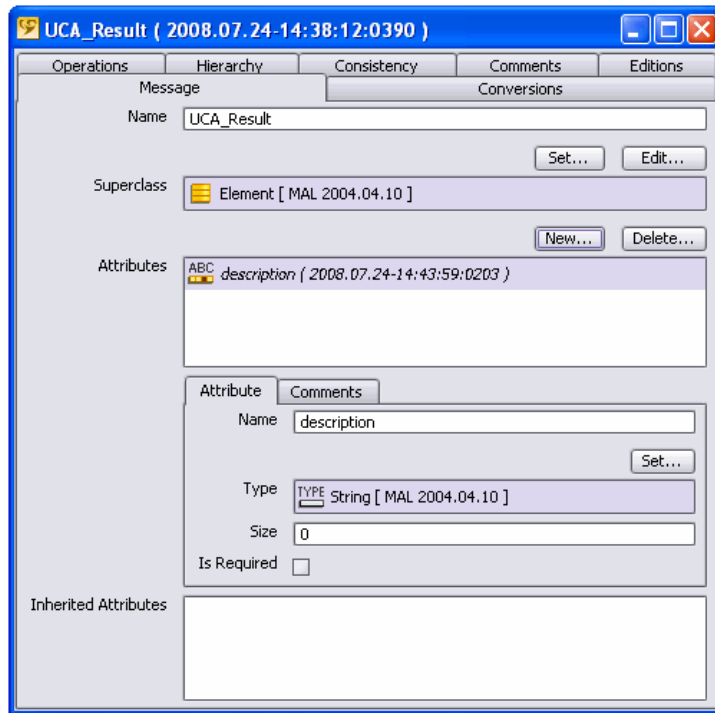 UCA_Result ( 2008.07.24-14:38:12:0390 )
Operations Hierarchy Consistency Comments Editions
Message Conversions
Name UCA_Result
Set... Edit...
Superclass Element [ MAL 2004.04.10 ]
New... Delete...
Attributes ABC description ( 2008.07.24-14:43:59:0203 )
Attribute Comments
Name description
Set...
Type TYPE String [ MAL 2004.04.10 ]
Size 0
Is Required
Inherited Attributes